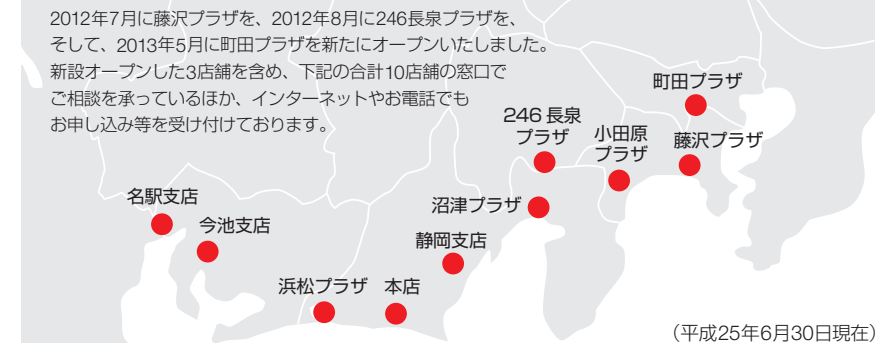 2012年7月に藤沢プラザを、2012年8月に246長泉プラザを、
そして、2013年5月に町田プラザを新たにオープンいたしました。
新設オープンした3店舗を含め、下記の合計10店舗の窓口で
ご相談を承っているほか、インターネットやお電話でも
お申し込み等を受け付けております。
町田プラザ
246 長泉
プラザ
小田原
プラザ
藤沢プラザ
名駅支店
今池支店
沼津プラザ
静岡支店
浜松プラザ
本店
(平成25年6月30日現在)